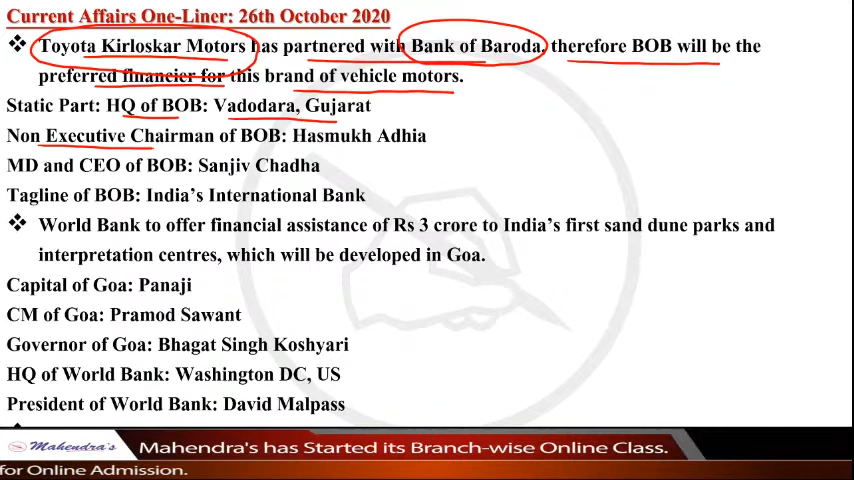 Current Affairs One-Liner: 26th October 2020
❖ Toyota Kirloskar Motors has partnered with Bank of Baroda, therefore BOB will be the
preferred financier for this brand of vehicle motors.
Static Part: HQ of BOB: Vadodara, Gujarat
Non Executive Chairman of BOB: Hasmukh Adhia
MD and CEO of BOB: Sanjiv Chadha
Tagline of BOB: India's International Bank
❖ World Bank to offer financial assistance of Rs 3 crore to India's first sand dune parks and
interpretation centres, which will be developed in Goa.
Capital of Goa: Panaji
CM of Goa: Pramod Sawant
Governor of Goa: Bhagat Singh Koshyari
HQ of World Bank: Washington DC, US
President of World Bank: David Malpass
Mahendra's Mahendra's has Started its Branch-wise Online Class.
for Online Admission.